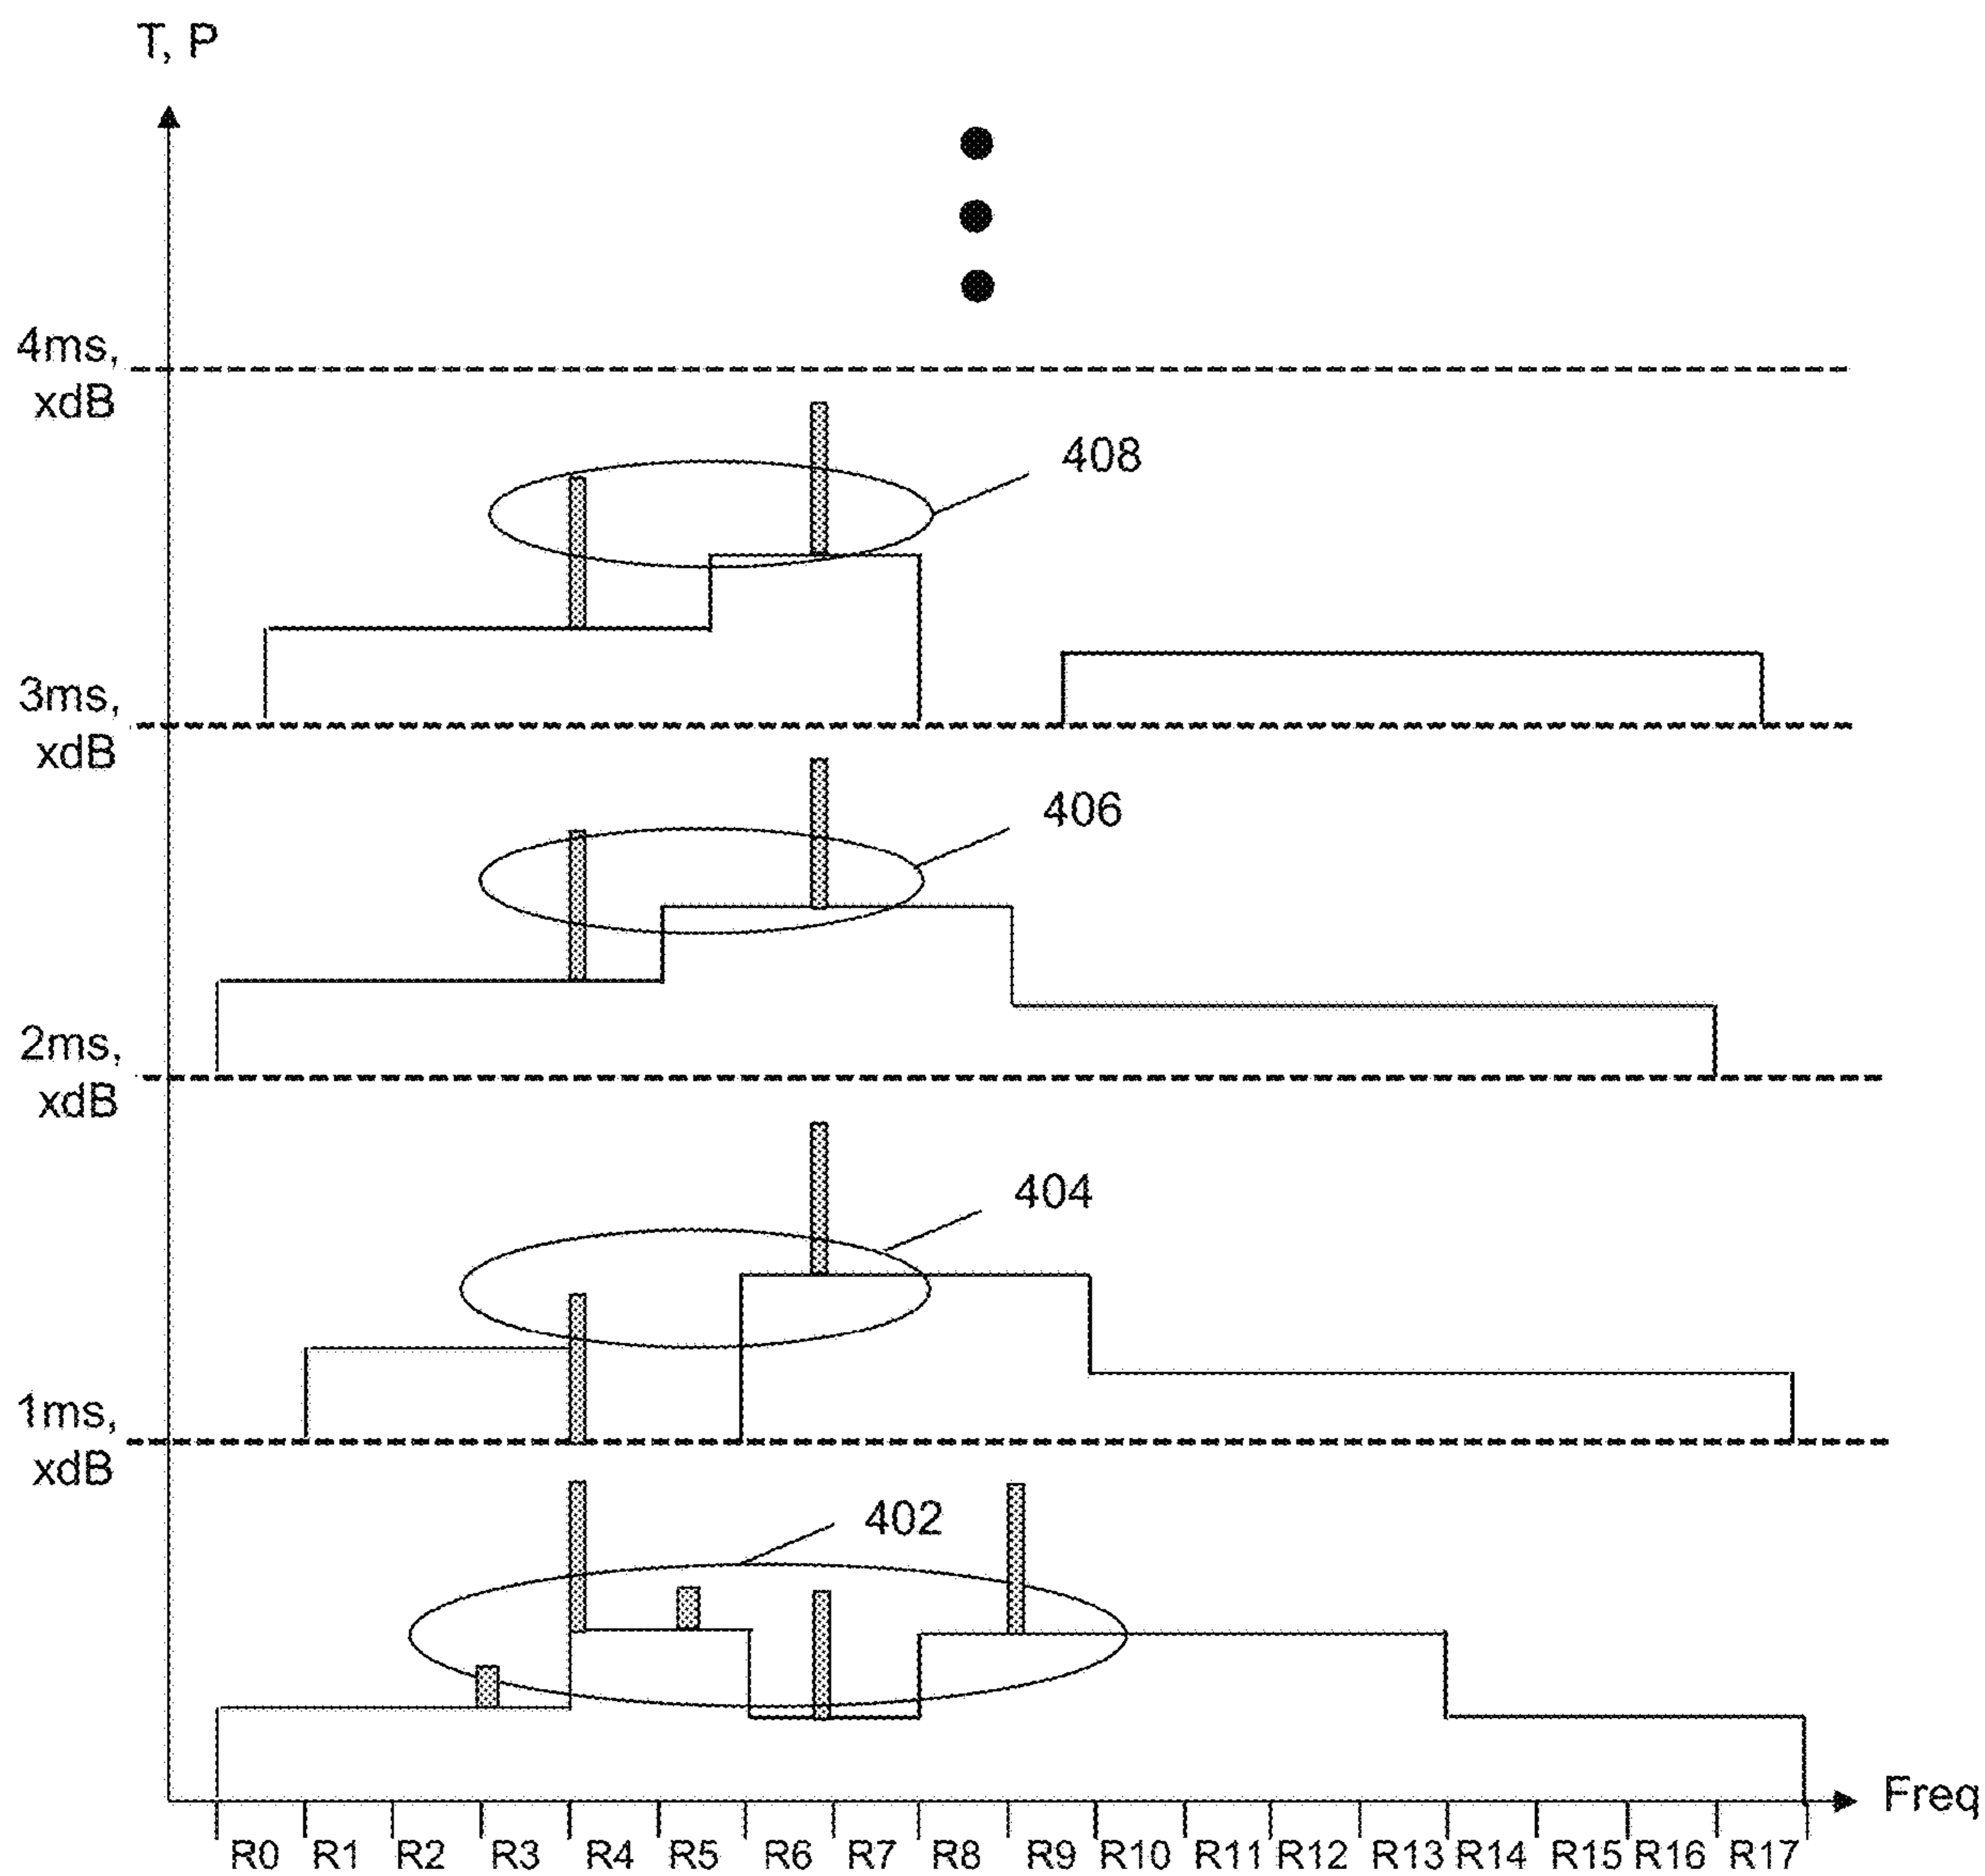 T, P
4ms,
xdB
408
3ms,
xdB
406
2ms,
xdB
404
1ms,
xdB
402
Freq
R0 R1 R2 R3 R4 R5 R6 R7 R8 R9 R10 R11 R12 R13 R14 R15 R16 R17